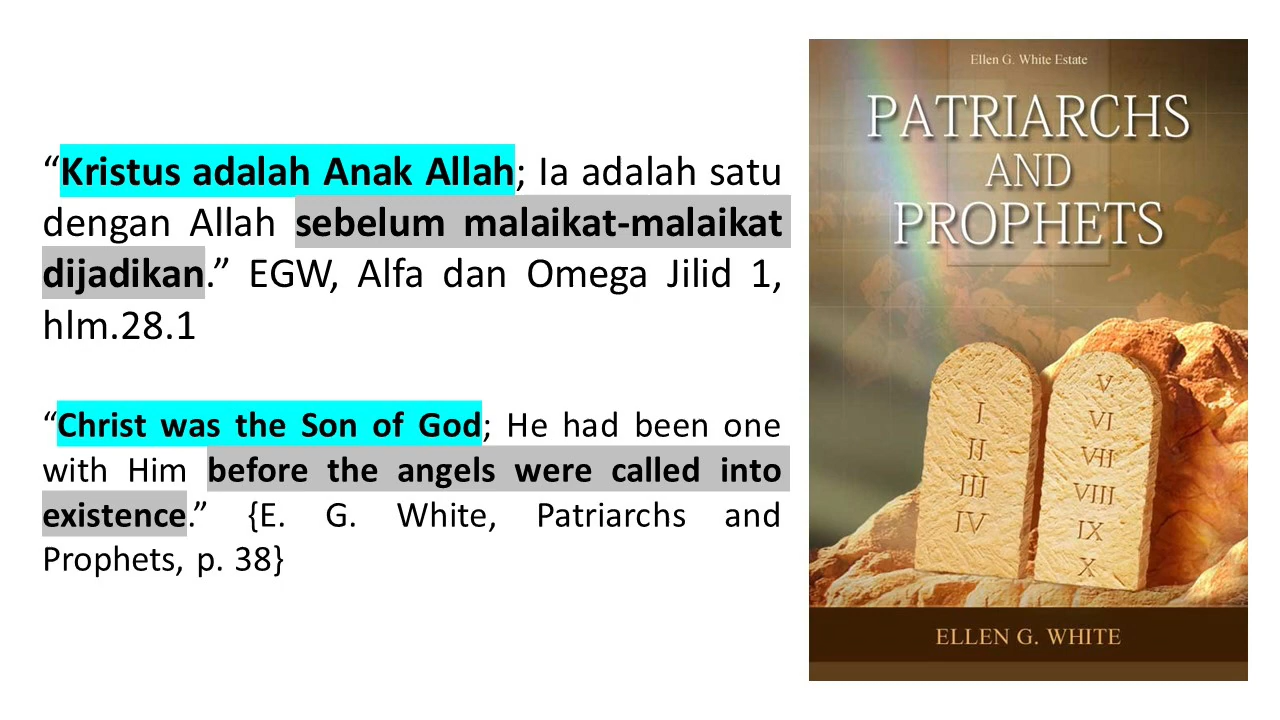 “Kristus adalah Anak Allah; Ia adalah satu
dengan Allah sebelum malaikat-malaikat
dijadikan.” EGW, Alfa dan Omega Jilid 1,
hlm.28.1
“Christ was the Son of God; He had been one
with Him before the angels were called into
existence.” {E. G. White, Patriarchs and
Prophets, p. 38}
Ellen G. White Estate
PATRIARCHS
AND
PROPHETS
I
II
III
IV
V
VI
VII
VIII
IX
X
ELLEN G. WHITE